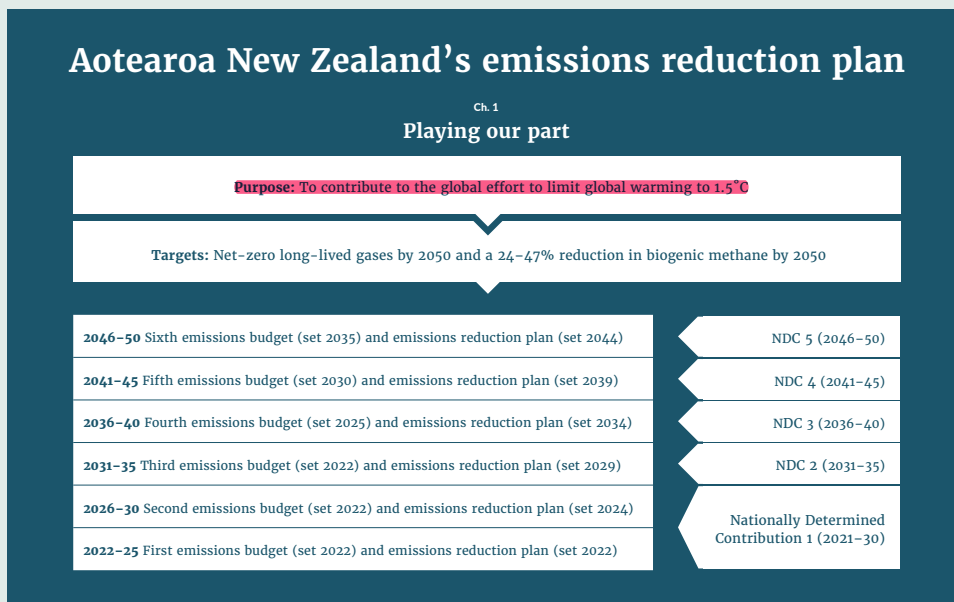 Aotearoa New Zealand’s emissions reduction plan
Ch. 1
Playing our part
Purpose: To contribute to the global effort to limit global warming to 1.5˚C
Targets: Net-zero long-lived gases by 2050 and a 24–47% reduction in biogenic methane by 2050
2046–50 Sixth emissions budget (set 2035) and emissions reduction plan (set 2044)
NDC 5 (2046–50)
2041–45 Fifth emissions budget (set 2030) and emissions reduction plan (set 2039)
NDC 4 (2041–45)
2036–40 Fourth emissions budget (set 2025) and emissions reduction plan (set 2034)
NDC 3 (2036–40)
2031–35 Third emissions budget (set 2022) and emissions reduction plan (set 2029)
NDC 2 (2031–35)
2026–30 Second emissions budget (set 2022) and emissions reduction plan (set 2024)
2022–25 First emissions budget (set 2022) and emissions reduction plan (set 2022)
Nationally Determined
Contribution 1 (2021–30)